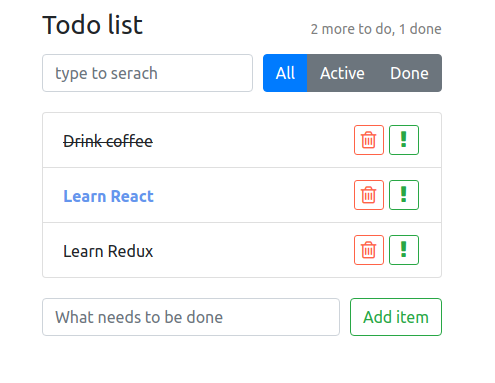 Todo list
2 more to do, 1 done
type to serach
All Active Done
Drink coffee
Learn React
Learn Redux
What needs to be done
Add item